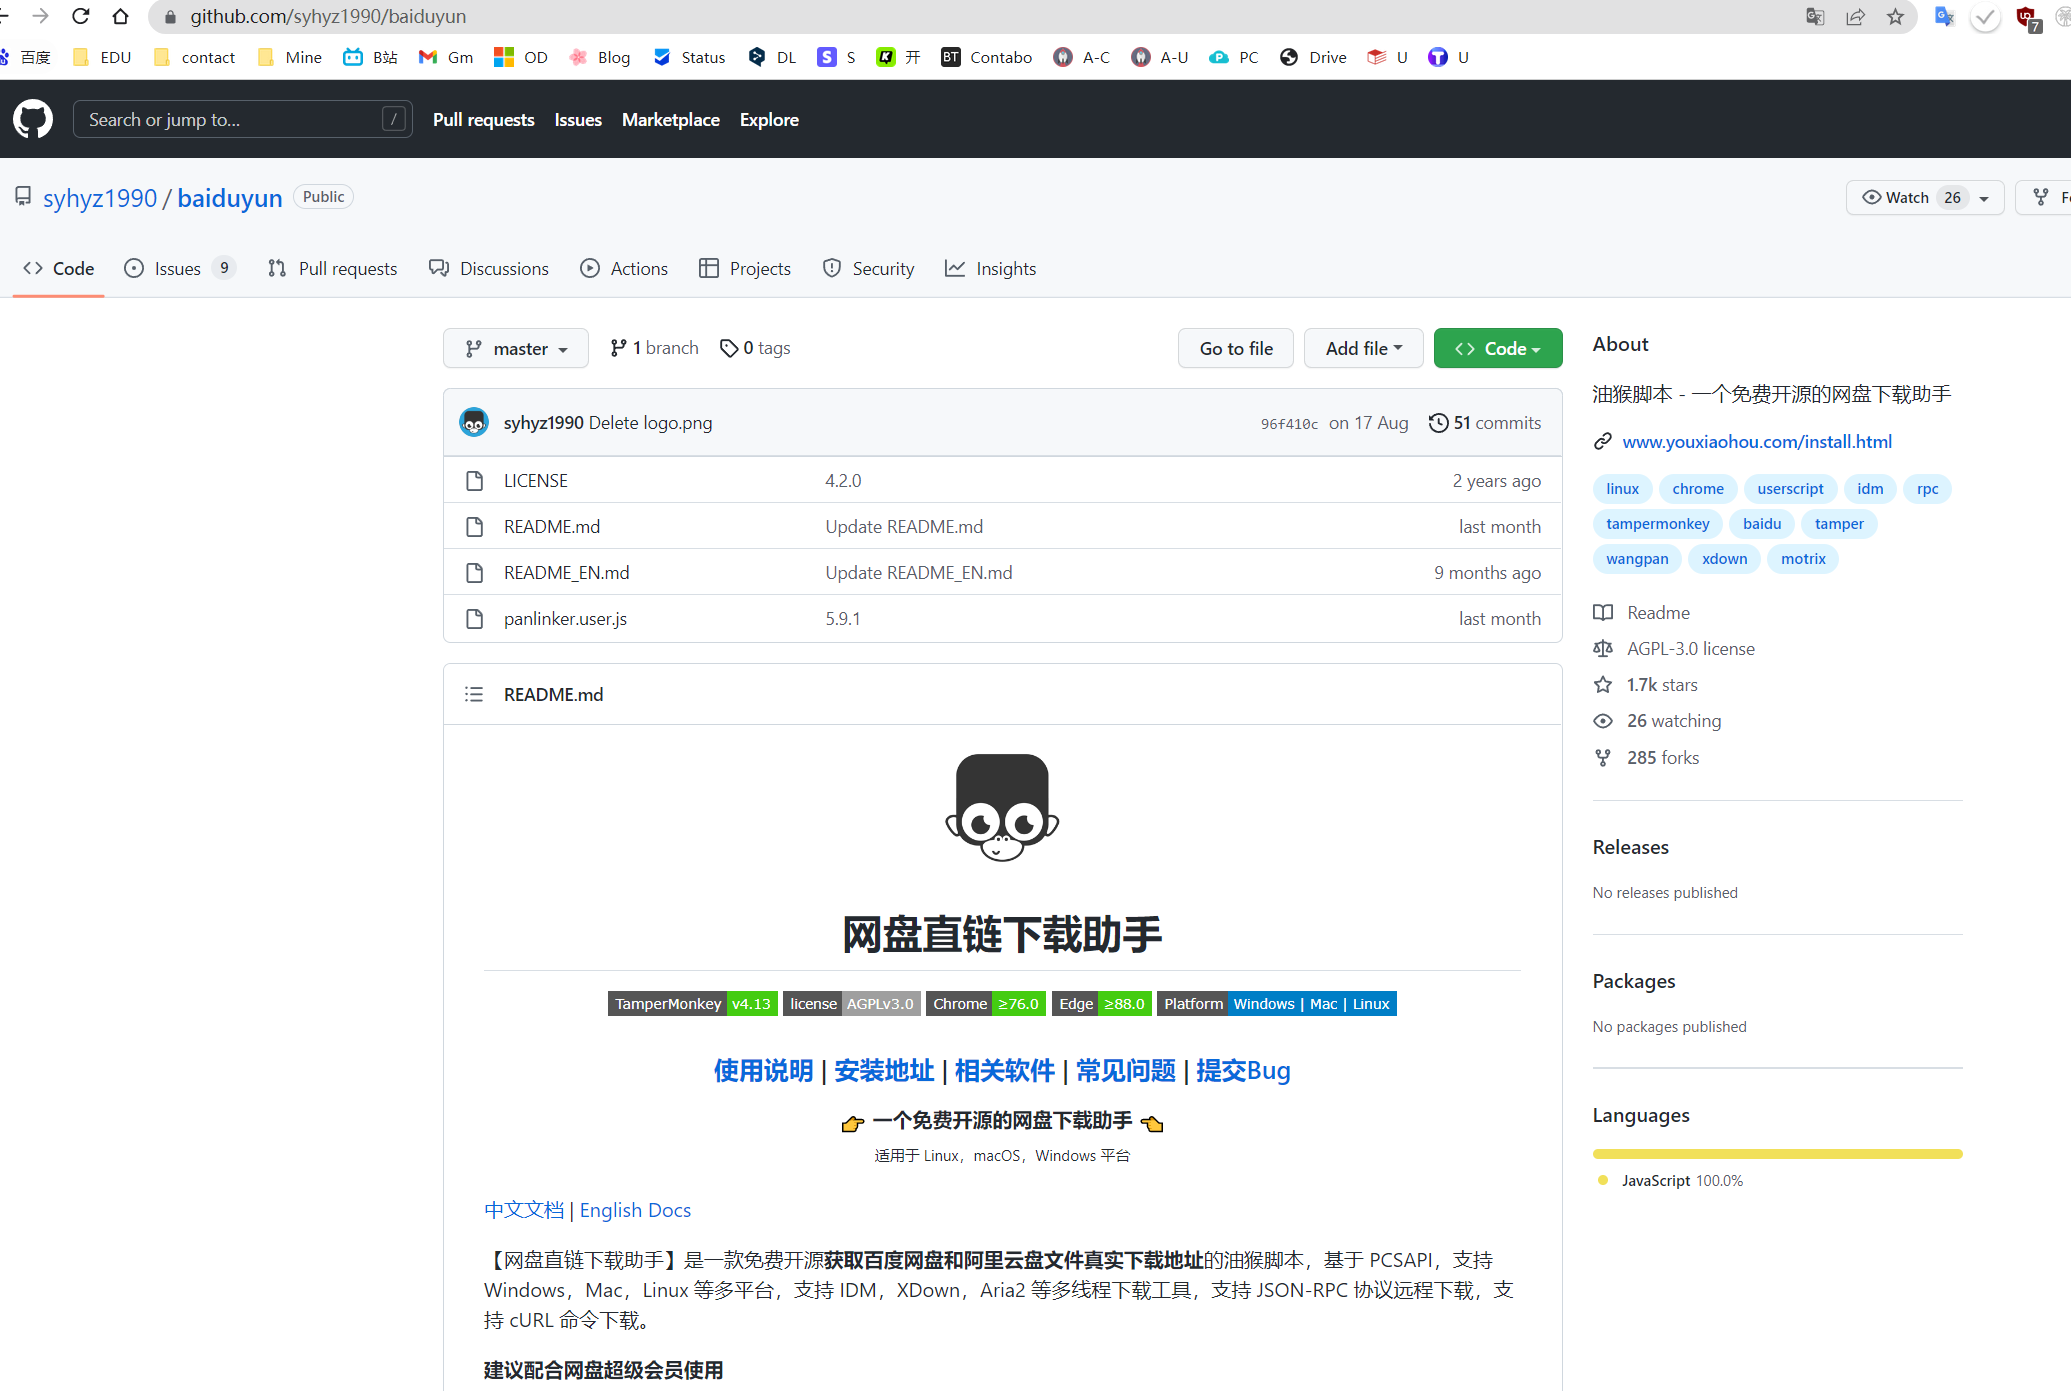 github.com/syhyz1990/baiduyun
7
百度 EDU contact Mine B站 Gm OD Blog Status DL S 开 Contabo A-C A-U PC Drive U U
Search or jump to... / Pull requests Issues Marketplace Explore
syhyz1990 / baiduyun Public
Watch 26
Code Issues 9 Pull requests Discussions Actions Projects Security Insights
master 1 branch 0 tags Go to file Add file Code
syhyz1990 Delete logo.png 96f410c on 17 Aug 51 commits
LICENSE 4.2.0 2 years ago
README.md Update README.md last month
README_EN.md Update README_EN.md 9 months ago
panlinker.user.js 5.9.1 last month
README.md
网盘直链下载助手
TamperMonkey v4.13 license AGPLv3.0 Chrome ≥76.0 Edge ≥88.0 Platform Windows | Mac | Linux
使用说明 | 安装地址 | 相关软件 | 常见问题 | 提交Bug
👉 一个免费开源的网盘下载助手 👈
适用于 Linux，macOS，Windows 平台
中文文档 | English Docs
【网盘直链下载助手】是一款免费开源获取百度网盘和阿里云盘文件真实下载地址的油猴脚本，基于 PCSAPI，支持
Windows，Mac，Linux 等多平台，支持 IDM，XDown，Aria2 等多线程下载工具，支持 JSON-RPC 协议远程下载，支
持 cURL 命令下载。
建议配合网盘超级会员使用
About
油猴脚本 - 一个免费开源的网盘下载助手
www.youxiaohou.com/install.html
linux chrome userscript idm rpc
tampermonkey baidu tamper
wangpan xdown motrix
Readme
AGPL-3.0 license
1.7k stars
26 watching
285 forks
Releases
No releases published
Packages
No packages published
Languages
JavaScript 100.0%